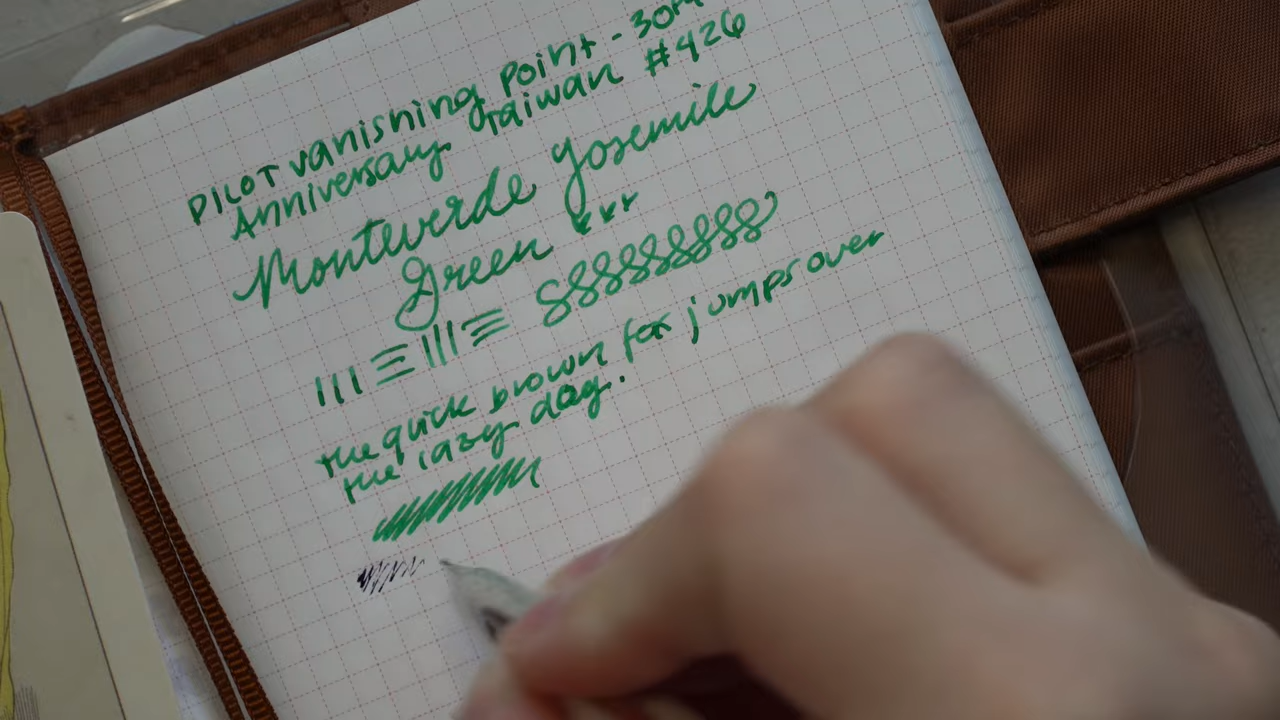 PILOT vanishing point - 30th
Anniversary Taiwan #426
Monteverde Yosemite
Green
the quick brown fox jumps over
the lazy dog.